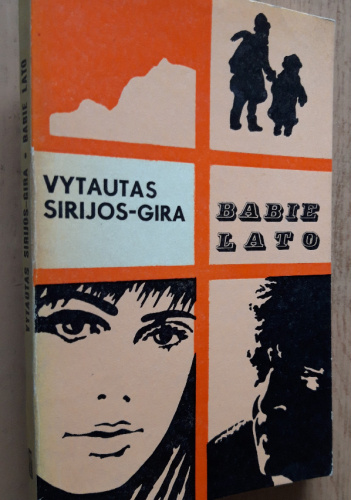 VYTAUTAS
SIRIJOS-GIRA
BABIE
LATO
VYTAUTAS SIRIJOS-GIRA • BABIE LATO